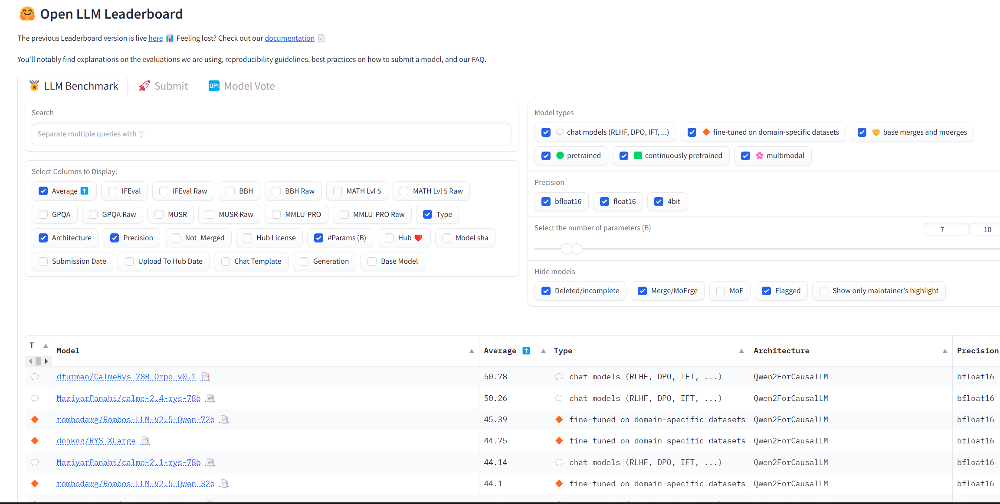 Open LLM Leaderboard
The previous Leaderboard version is live here Feeling lost? Check out our documentation
You'll notably find explanations on the evaluations we are using, reproducibility guidelines, best practices on how to submit a model, and our FAQ.
LLM Benchmark Submit UP! Model Vote
Search
Separate multiple queries with ';'.
Select Columns to Display:
Average IFEval IFEval Raw BBH BBH Raw MATH Lvl 5 MATH Lvl 5 Raw
GPQA GPQA Raw MUSR MUSR Raw MMLU-PRO MMLU-PRO Raw Type
Architecture Precision Not_Merged Hub License #Params (B) Hub ❤️ Model sha
Submission Date Upload To Hub Date Chat Template Generation Base Model
Model types
chat models (RLHF, DPO, IFT, ...) fine-tuned on domain-specific datasets base merges and moerges
pretrained continuously pretrained multimodal
Precision
bfloat16 float16 4bit
Select the number of parameters (B) 7 10
Hide models
Deleted/incomplete Merge/MoErge MoE Flagged Show only maintainer's highlight
T Model Average Type Architecture Precision
dfurman/CalmeRys-78B-Orpo-v0.1 50.78 chat models (RLHF, DPO, IFT, ...) Qwen2ForCausalLM bfloat16
MaziyarPanahi/calme-2.4-rys-78b 50.26 chat models (RLHF, DPO, IFT, ...) Qwen2ForCausalLM bfloat16
rombodawg/Rombos-LLM-V2.5-Qwen-72b 45.39 fine-tuned on domain-specific datasets Qwen2ForCausalLM bfloat16
dnhkng/RYS-XLarge 44.75 fine-tuned on domain-specific datasets Qwen2ForCausalLM bfloat16
MaziyarPanahi/calme-2.1-rys-78b 44.14 chat models (RLHF, DPO, IFT, ...) Qwen2ForCausalLM bfloat16
rombodawg/Rombos-LLM-V2.5-Qwen-32b 44.1 fine-tuned on domain-specific datasets Qwen2ForCausalLM bfloat16